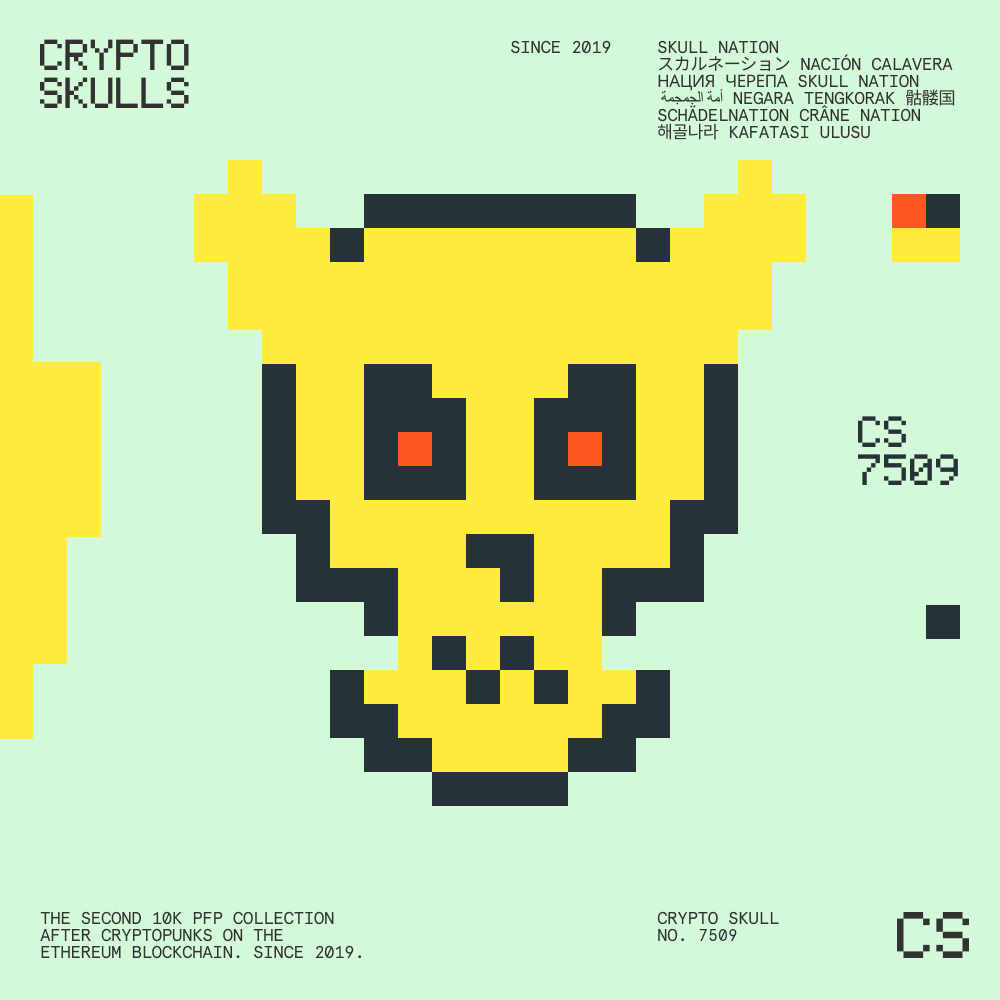 CRYPTO
SKULLS
SINCE 2019
SKULL NATION
スカルネーション NACIÓN CALAVERA
НАЦИЯ ЧЕРЕПА SKULL NATION
أمة الجمجمة NEGARA TENGKORAK 骷髅国
SCHÄDELNATION CRÂNE NATION
해골나라 KAFATASI ULUSU
CS
7509
THE SECOND 10K PFP COLLECTION
AFTER CRYPTOPUNKS ON THE
ETHEREUM BLOCKCHAIN. SINCE 2019.
CRYPTO SKULL
NO. 7509
CS